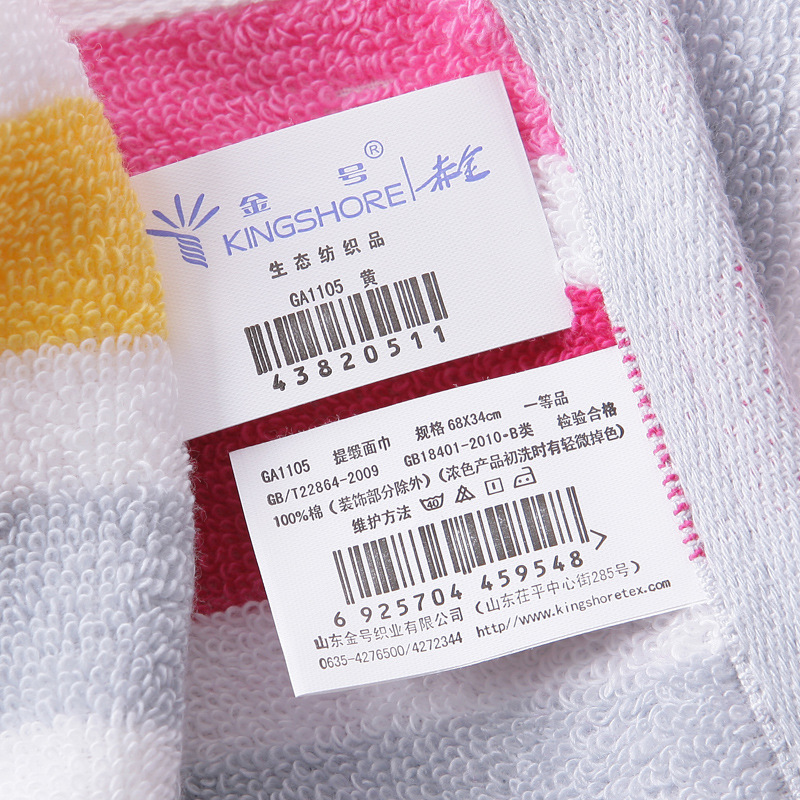 金号®
KINGSHORE
赤金
生态纺织品
GA1105 黄
43820511
GA1105 提缎面巾 规格 68X34cm 一等品
GB/T22864-2009 GB18401-2010-B类 检验合格
100%棉（装饰部分除外）（浓色产品初洗时有轻微掉色）
维护方法 40
6 925704 459548 >
山东金号织业有限公司（山东茌平中心街285号）
0635-4276500/4272344 http//www.kingshoretex.com